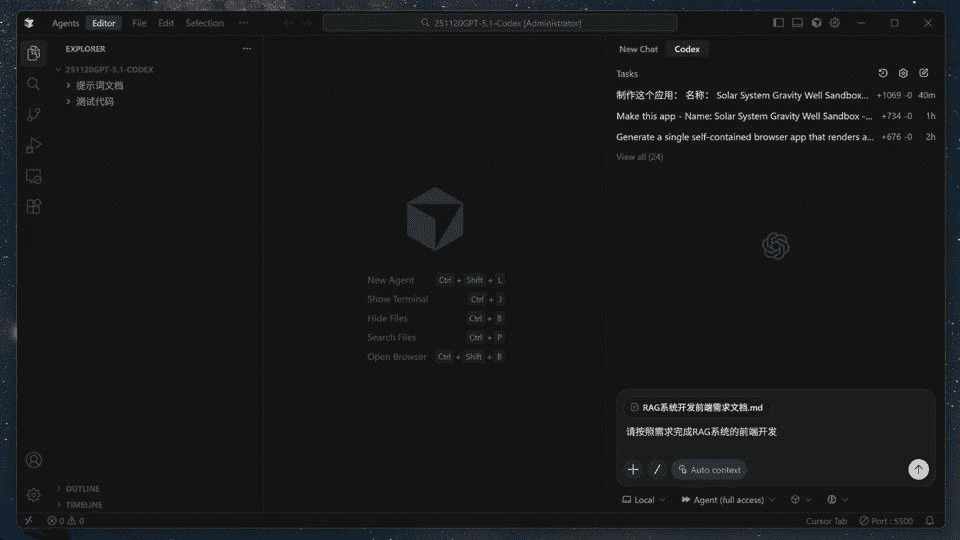 Agents Editor File Edit Selection ···
251120GPT-5.1-Codex [Administrator]
EXPLORER ···
251120GPT-5.1-CODEX
提示词文档
测试代码
OUTLINE
TIMELINE
New Agent Ctrl + Shift + L
Show Terminal Ctrl + J
Hide Files Ctrl + B
Search Files Ctrl + P
Open Browser Ctrl + Shift + B
New Chat Codex
Tasks
制作这个应用： 名称： Solar System Gravity Well Sandbox... +1069 -0 40m
Make this app - Name: Solar System Gravity Well Sandbox -... +734 -0 1h
Generate a single self-contained browser app that renders a... +676 -0 2h
View all (24)
RAG系统开发前端需求文档.md
请按照需求完成RAG系统的前端开发
Auto context
Local Agent (full access)
0 0 Cursor Tab Port : 5500